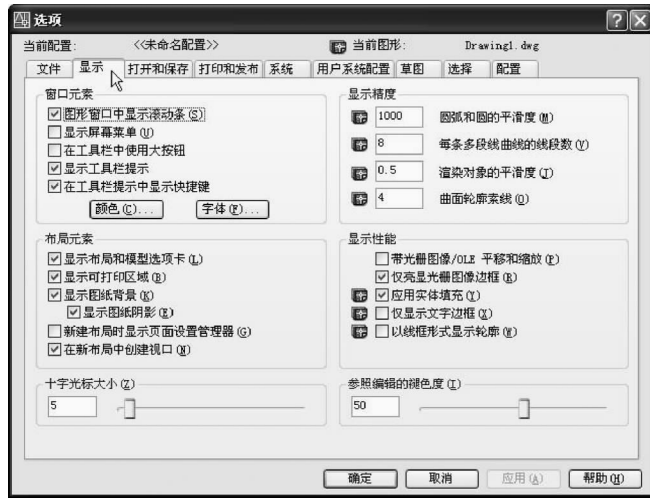 选项
当前配置: <<未命名配置>> 当前图形: Drawing1.dwg
文件 显示 打开和保存 打印和发布 系统 用户系统配置 草图 选择 配置
窗口元素
图形窗口中显示滚动条(S)
显示屏幕菜单(U)
在工具栏中使用大按钮
显示工具栏提示
在工具栏提示中显示快捷键
颜色(C)... 字体(F)...
显示精度
1000 圆弧和圆的平滑度(M)
8 每条多段线曲线的线段数(V)
0.5 渲染对象的平滑度(J)
4 曲面轮廓素线(O)
布局元素
显示布局和模型选项卡(L)
显示可打印区域(B)
显示图纸背景(K)
显示图纸阴影(E)
新建布局时显示页面设置管理器(G)
在新布局中创建视口(N)
显示性能
带光栅图像/OLE 平移和缩放(P)
仅亮显光栅图像边框(R)
应用实体填充(Y)
仅显示文字边框(X)
以线框形式显示轮廓(W)
十字光标大小(Z)
5
参照编辑的褪色度(I)
50
确定 取消 应用(A) 帮助(H)